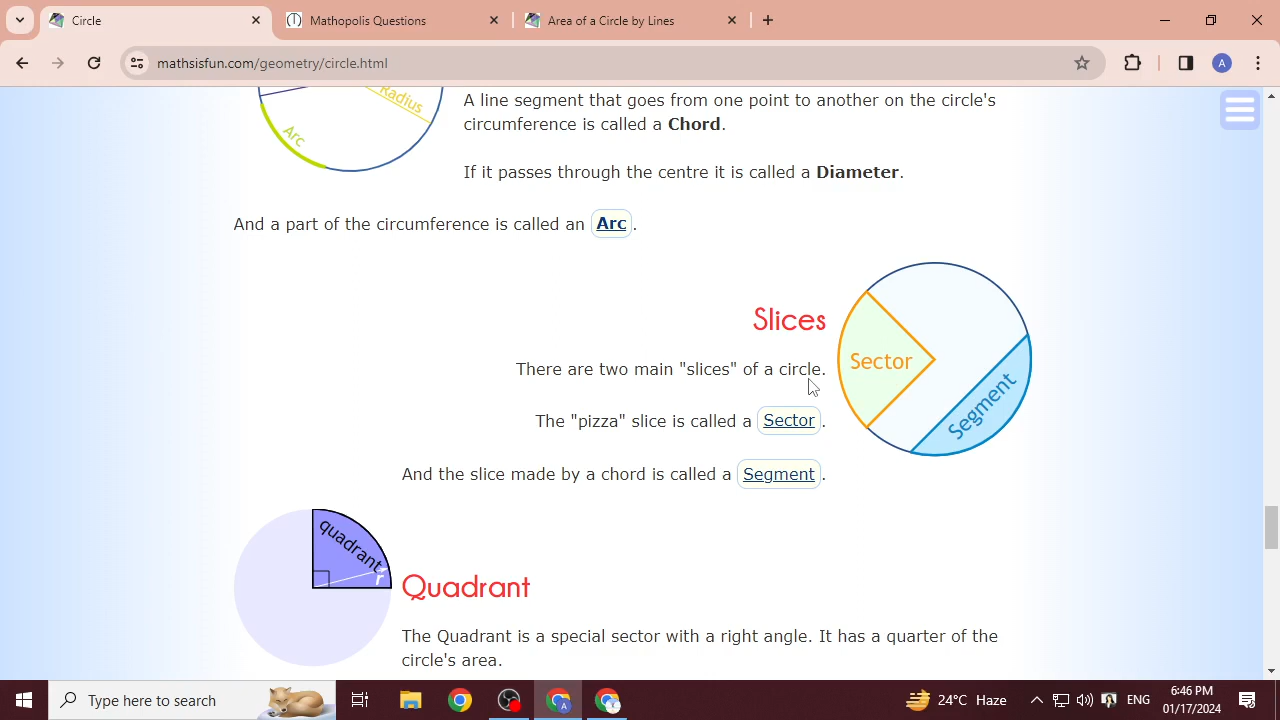 Circle
Mathopolis Questions
Area of a Circle by Lines
mathsisfun.com/geometry/circle.html
A
Radius
Arc
A line segment that goes from one point to another on the circle's
circumference is called a Chord.
If it passes through the centre it is called a Diameter.
And a part of the circumference is called an Arc.
Slices
There are two main "slices" of a circle.
The "pizza" slice is called a Sector.
And the slice made by a chord is called a Segment.
Sector
Segment
quadrant
r
Quadrant
The Quadrant is a special sector with a right angle. It has a quarter of the
circle's area.
Type here to search
A
24°C Haze
ENG
6:46 PM
01/17/2024